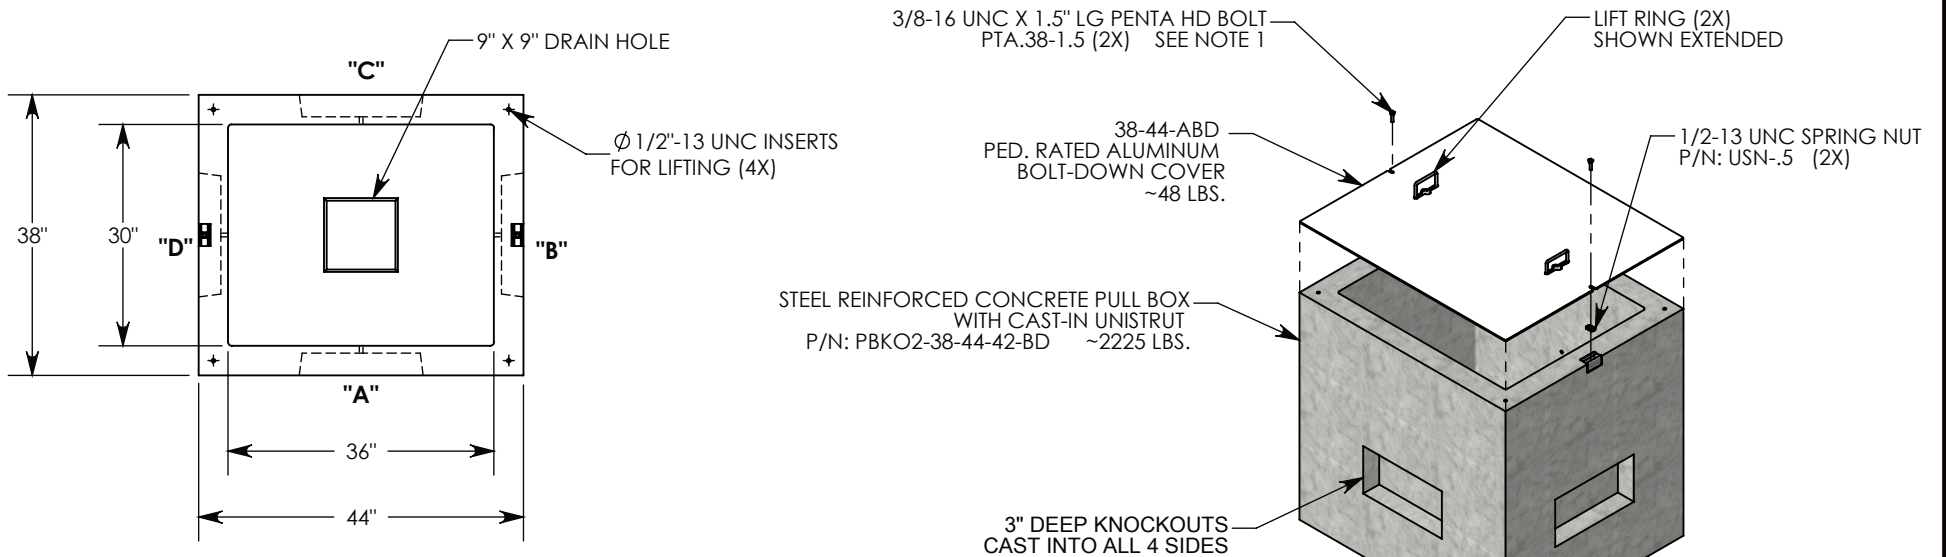 9" X 9" DRAIN HOLE
"C"
Ø 1/2"-13 UNC INSERTS
FOR LIFTING (4X)
38"
30"
"D"
"B"
"A"
36"
44"
3/8-16 UNC X 1.5" LG PENTA HD BOLT
PTA.38-1.5 (2X) SEE NOTE 1
LIFT RING (2X)
SHOWN EXTENDED
38-44-ABD
PED. RATED ALUMINUM
BOLT-DOWN COVER
~48 LBS.
1/2-13 UNC SPRING NUT
P/N: USN-.5 (2X)
STEEL REINFORCED CONCRETE PULL BOX
WITH CAST-IN UNISTRUT
P/N: PBKO2-38-44-42-BD ~2225 LBS.
3" DEEP KNOCKOUTS
CAST INTO ALL 4 SIDES